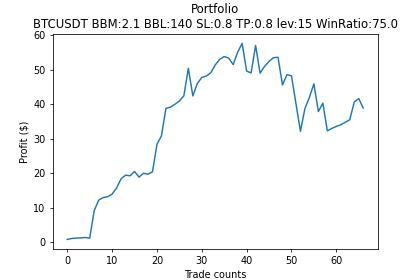 Portfolio
BTCUSDT BBM:2.1 BBL:140 SL:0.8 TP:0.8 lev:15 WinRatio:75.0
60
50
40
30
20
10
0
Profit ($)
0 10 20 30 40 50 60
Trade counts